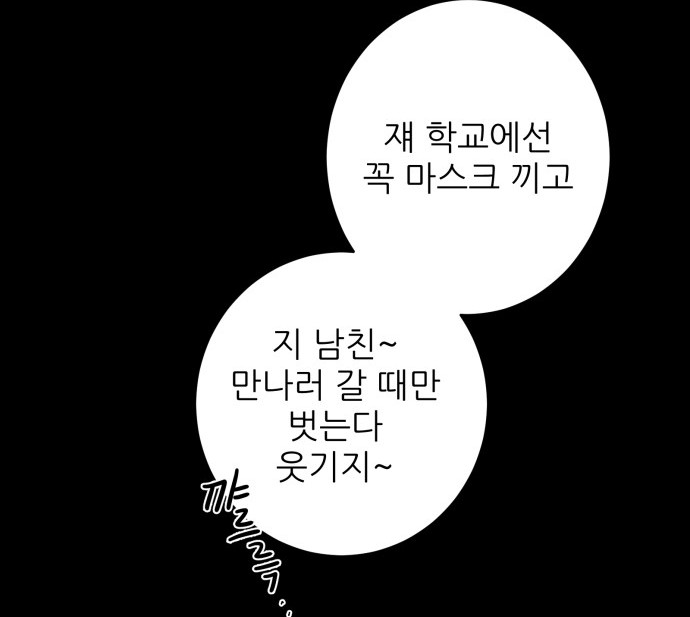 쟤 학교에선
꼭 마스크 끼고
지 남친~
만나러 갈 때만
벗는다
웃기지~
꺄르르륵...